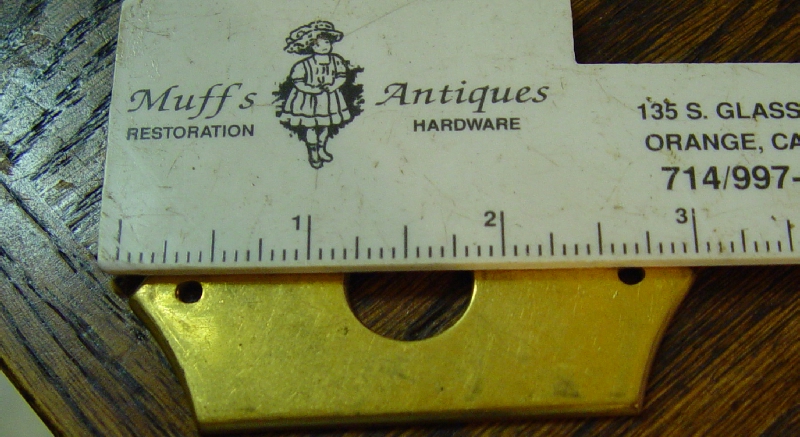 Muff's Antiques
RESTORATION HARDWARE
135 S. GLASS
ORANGE, CA
714/997-
1 2 3